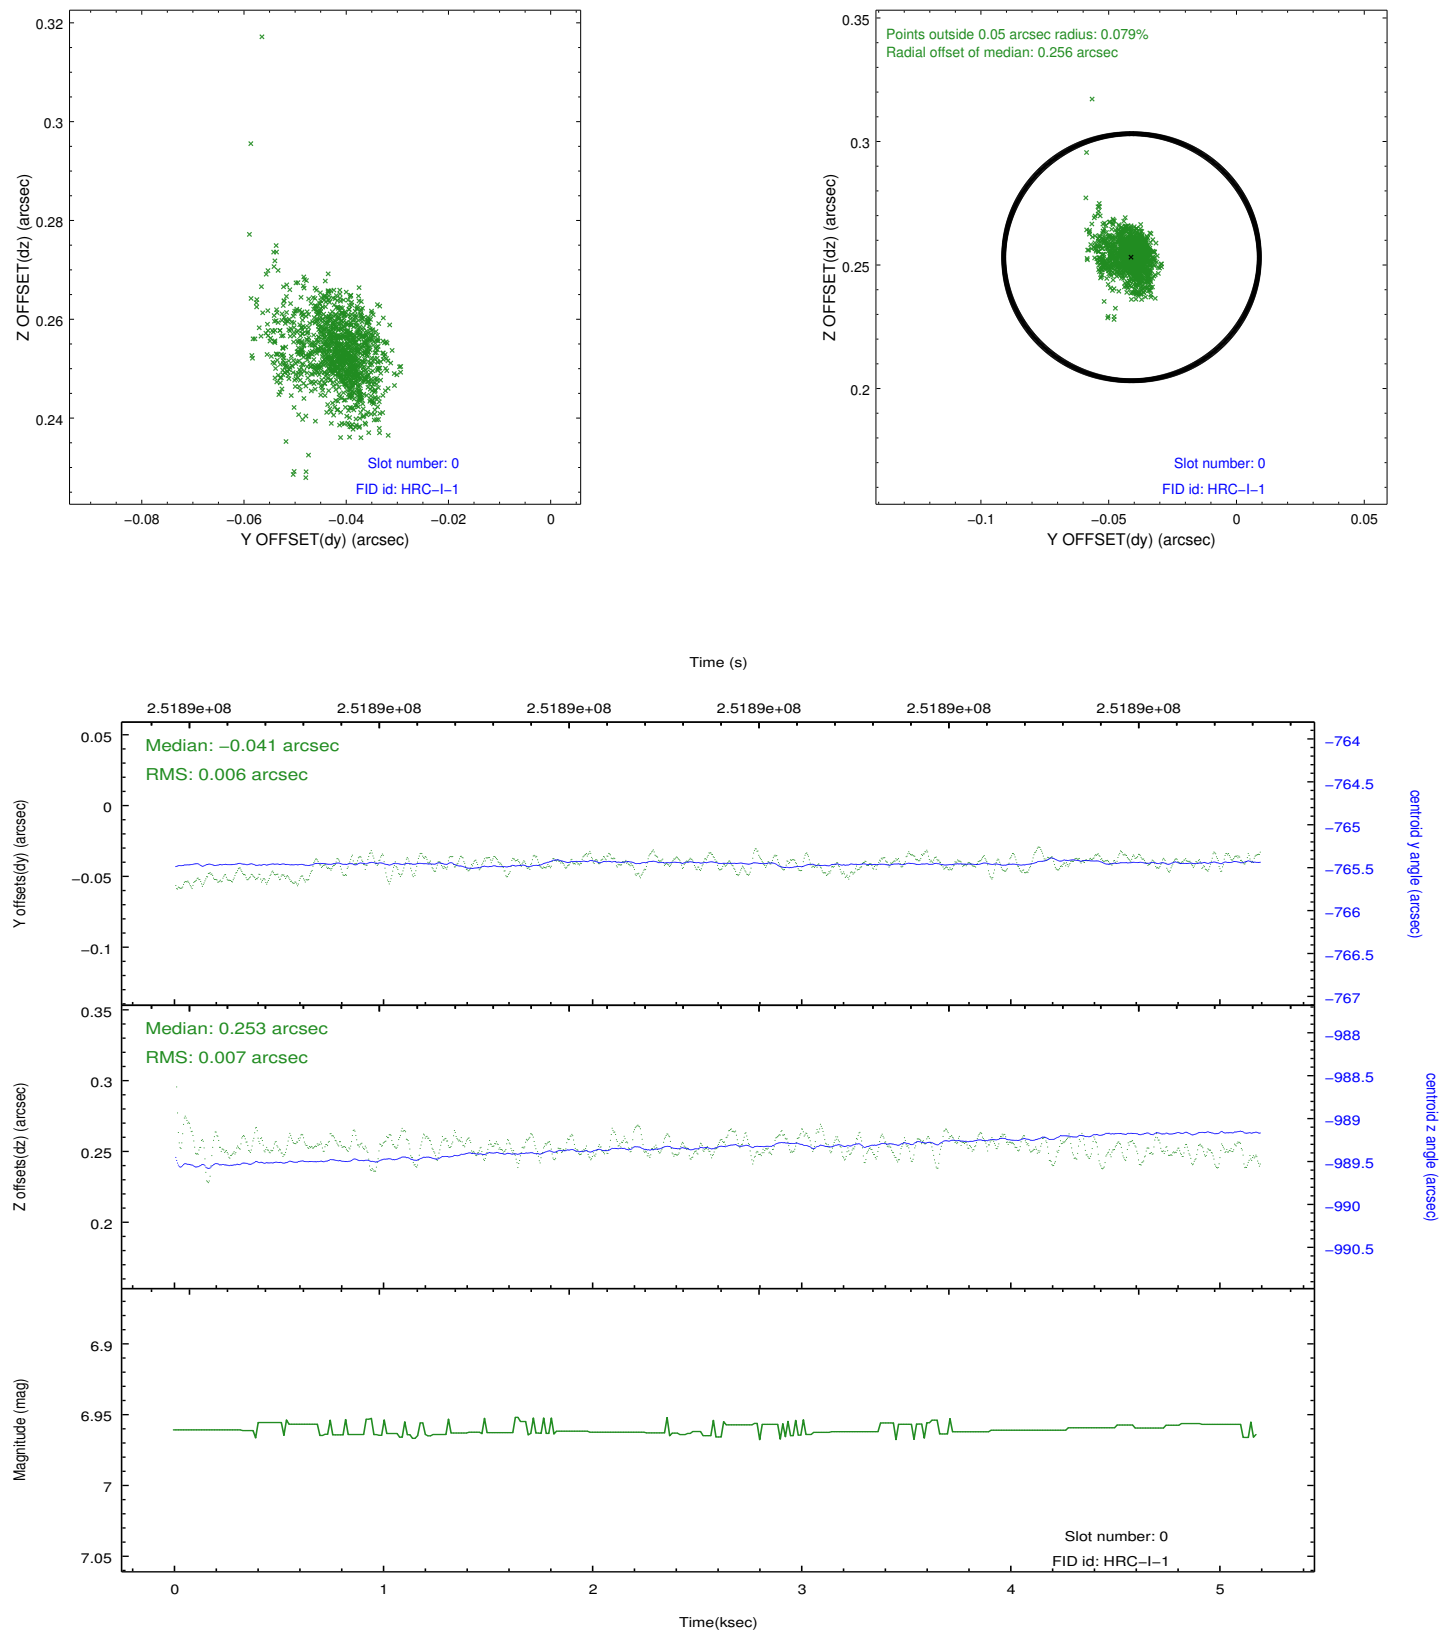 0.32
0.3
0.28
0.26
0.24
Z OFFSET(dz) (arcsec)
Slot number: 0
FID id: HRC−I−1
−0.08
−0.06
−0.04
−0.02
0
Y OFFSET(dy) (arcsec)
Points outside 0.05 arcsec radius: 0.079%
Radial offset of median: 0.256 arcsec
0.35
0.3
0.25
0.2
Z OFFSET(dz) (arcsec)
Slot number: 0
FID id: HRC−I−1
−0.1
−0.05
0
0.05
Y OFFSET(dy) (arcsec)
Time (s)
2.5189e+08
2.5189e+08
2.5189e+08
2.5189e+08
2.5189e+08
2.5189e+08
Median: −0.041 arcsec
RMS: 0.006 arcsec
0.05
0
−0.05
−0.1
Y offsets(dy) (arcsec)
−764
−764.5
−765
−765.5
−766
−766.5
−767
centroid y angle (arcsec)
Median: 0.253 arcsec
RMS: 0.007 arcsec
0.35
0.3
0.25
0.2
Z offsets(dz) (arcsec)
−988
−988.5
−989
−989.5
−990
−990.5
centroid z angle (arcsec)
6.9
6.95
7
7.05
Magnitude (mag)
Slot number: 0
FID id: HRC−I−1
0
1
2
3
4
5
Time(ksec)